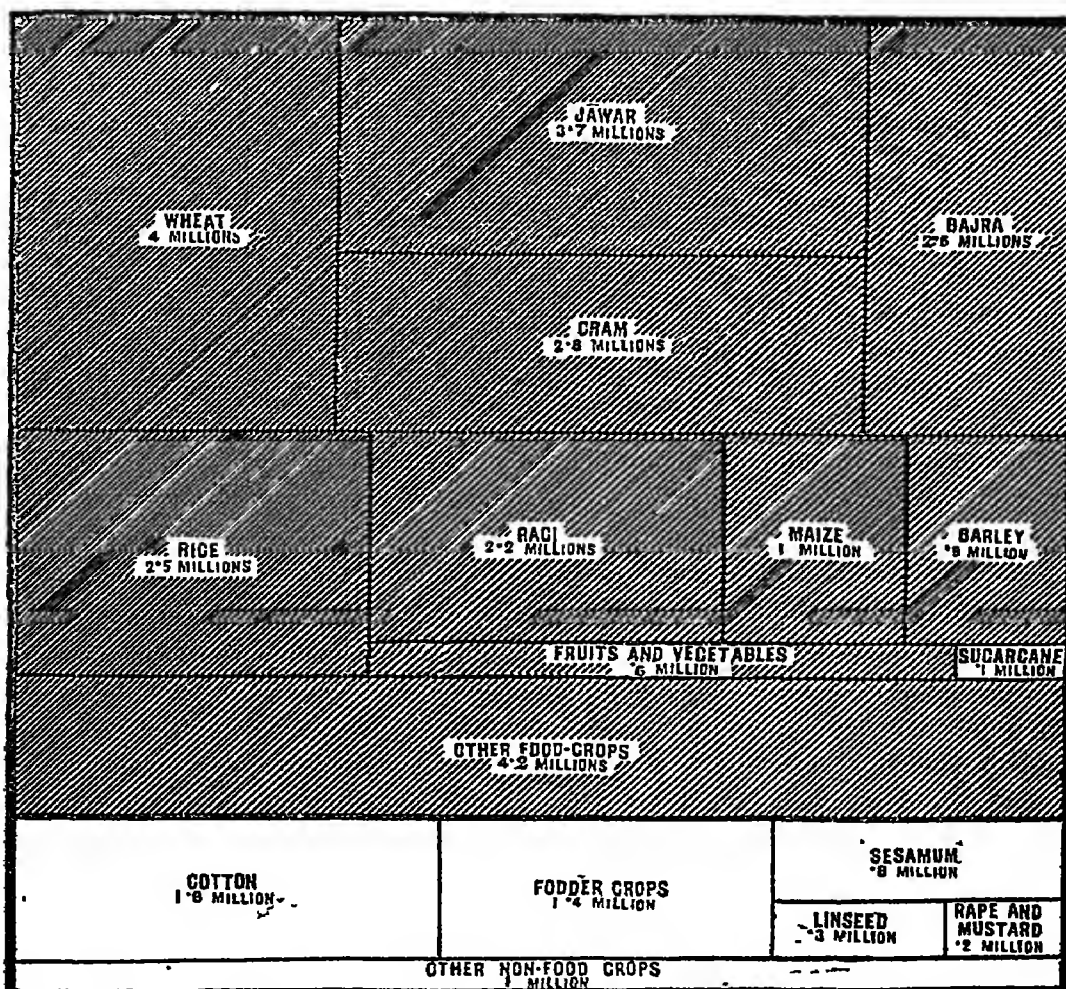 JAWAR
3·7 MILLIONS
WHEAT
4 MILLIONS
BAJRA
2·6 MILLIONS
GRAM
2·8 MILLIONS
RICE
2·5 MILLIONS
RAGI
2·2 MILLIONS
MAIZE
1 MILLION
BARLEY
·9 MILLION
FRUITS AND VEGETABLES
·6 MILLION
SUGARCANE
·1 MILLION
OTHER FOOD-CROPS
4·2 MILLIONS
COTTON
1·8 MILLION
FODDER CROPS
1·4 MILLION
SESAMUM
·8 MILLION
LINSEED
·3 MILLION
RAPE AND
MUSTARD
·2 MILLION
OTHER NON-FOOD CROPS
1 MILLION